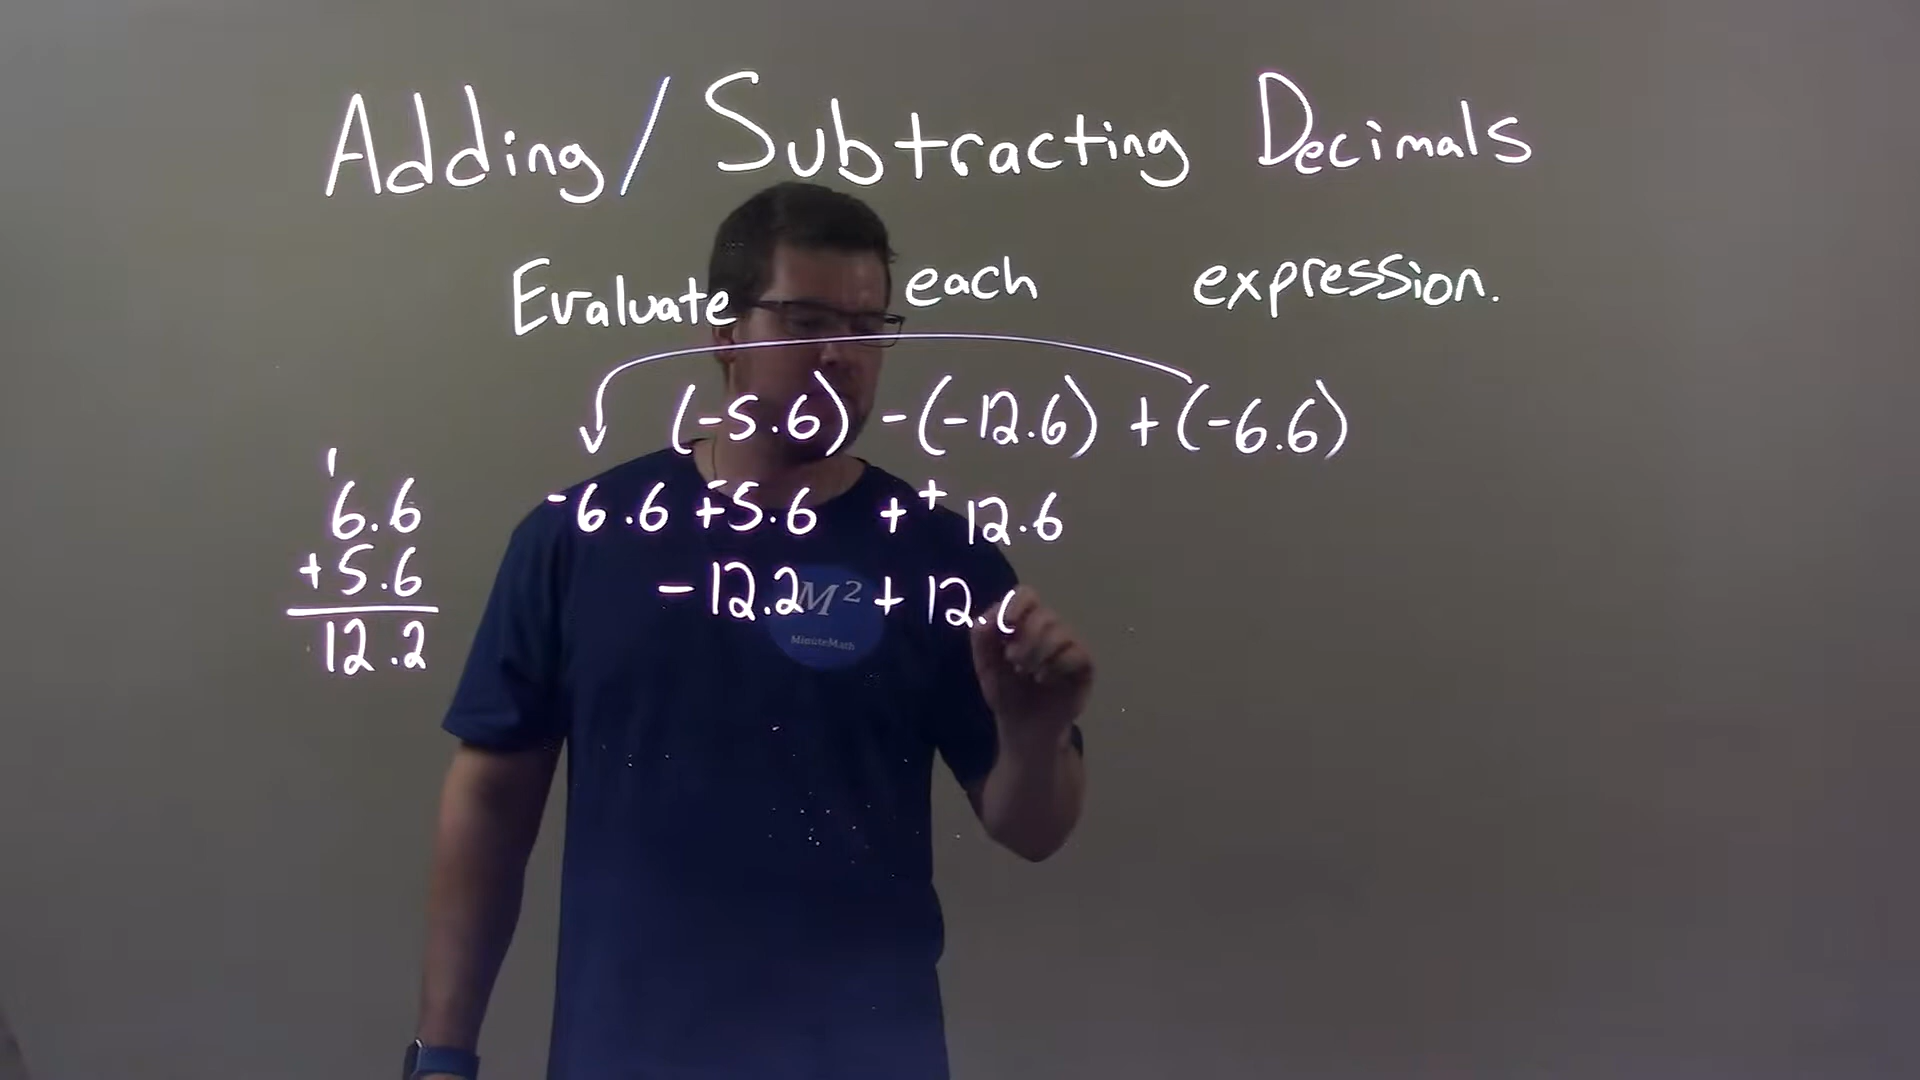 Adding/Subtracting Decimals
Evaluate each expression.
(-5.6) - (-12.6) + (-6.6)
-6.6 + -5.6 + +12.6
-12.2 + 12.
1
6.6
+5.6
12.2
M²
MinuteMath